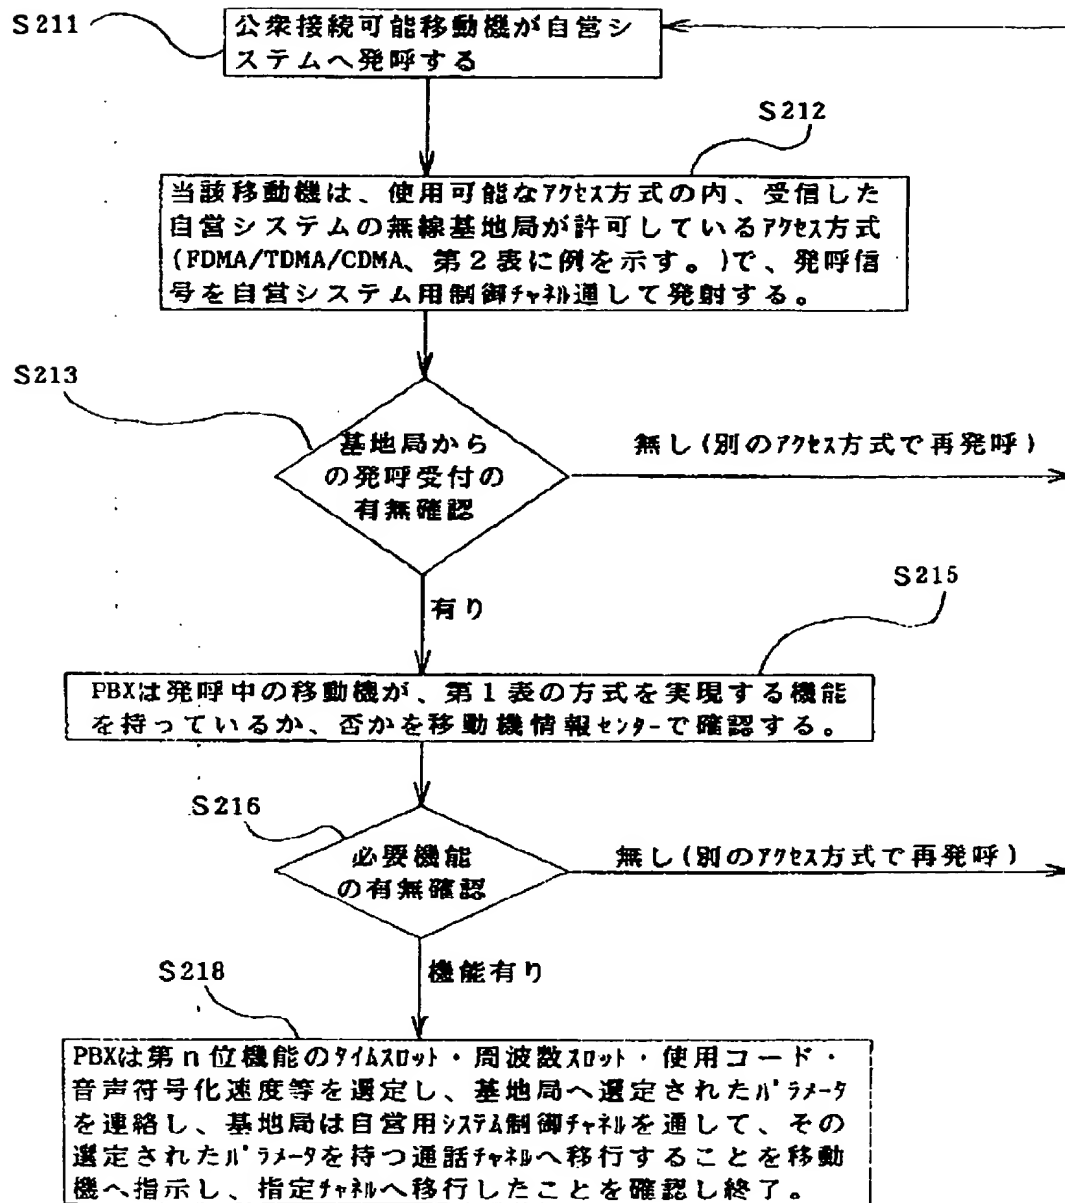 S211
公衆接続可能移動機が自営シ
ステムへ発呼する
S212
当該移動機は、使用可能なｱｸｾｽ方式の内、受信した
自営システムの無線基地局が許可しているｱｸｾｽ方式
(FDMA/TDMA/CDMA、第２表に例を示す。)で、発呼信
号を自営システム用制御ﾁｬﾈﾙ通して発射する。
S213
基地局から
の発呼受付の
有無確認
無し(別のｱｸｾｽ方式で再発呼)
有り
S215
PBXは発呼中の移動機が、第１表の方式を実現する機能
を持っているか、否かを移動機情報ｾﾝﾀｰで確認する。
S216
必要機能
の有無確認
無し(別のｱｸｾｽ方式で再発呼)
機能有り
S218
PBXは第ｎ位機能のﾀｲﾑｽﾛｯﾄ・周波数ｽﾛｯﾄ・使用コード・
音声符号化速度等を選定し、基地局へ選定されたﾊﾟﾗﾒｰﾀ
を連絡し、基地局は自営用ｼｽﾃﾑ制御ﾁｬﾈﾙを通して、その
選定されたﾊﾟﾗﾒｰﾀを持つ通話ﾁｬﾈﾙへ移行することを移動
機へ指示し、指定ﾁｬﾈﾙへ移行したことを確認し終了。